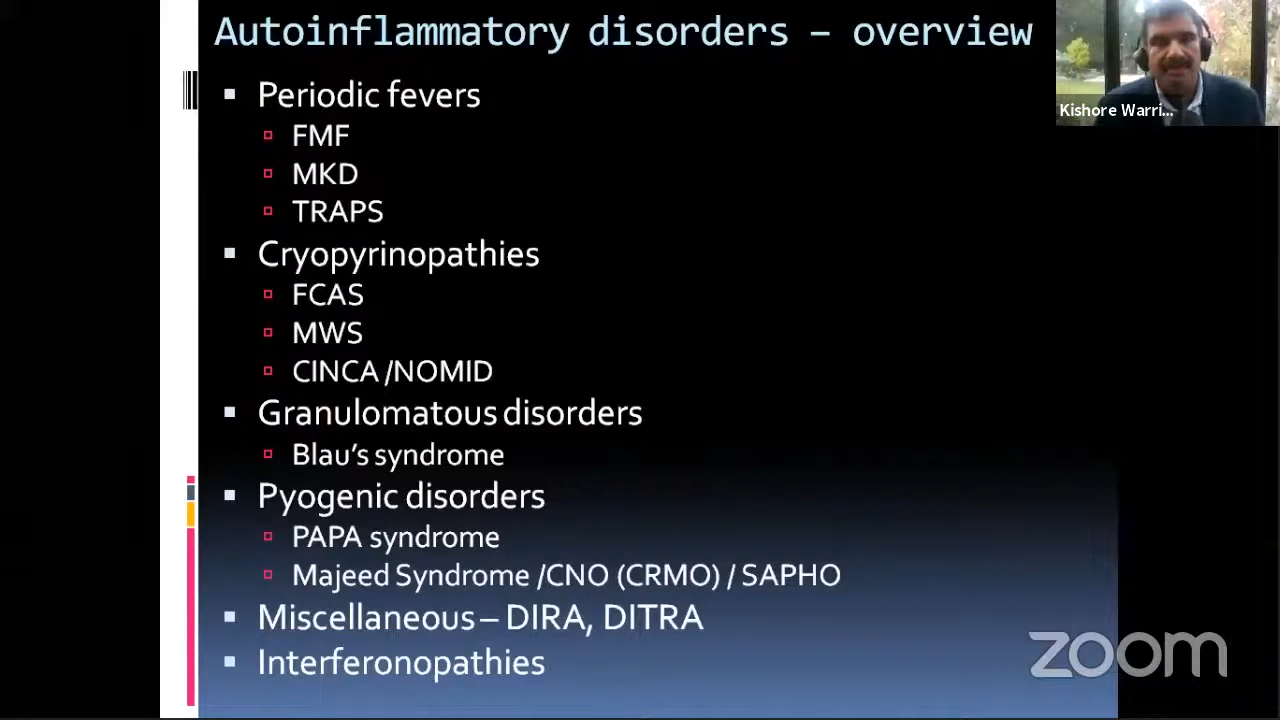 Autoinflammatory disorders – overview
Kishore Warri...
Periodic fevers
FMF
MKD
TRAPS
Cryopyrinopathies
FCAS
MWS
CINCA /NOMID
Granulomatous disorders
Blau's syndrome
Pyogenic disorders
PAPA syndrome
Majeed Syndrome /CNO (CRMO) / SAPHO
Miscellaneous – DIRA, DITRA
Interferonopathies
zoom